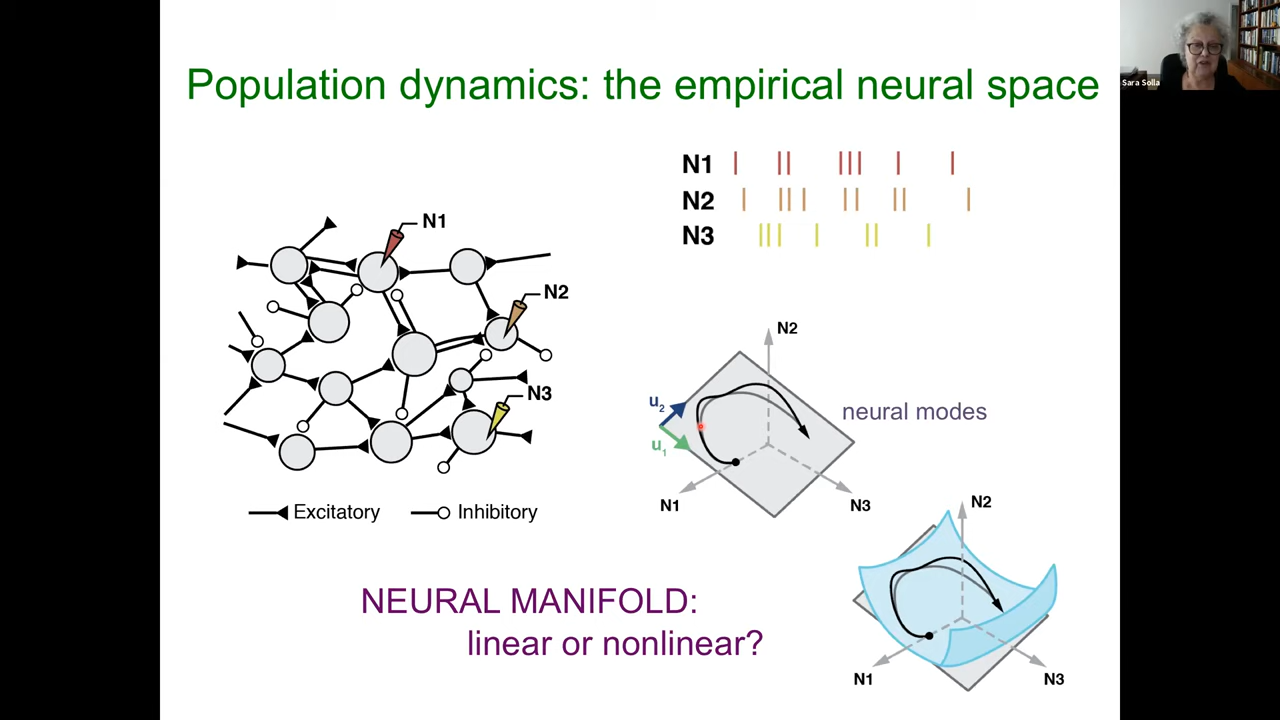 Population dynamics: the empirical neural space
Sara Solla
N1
N2
N3
N1
N2
N3
Excitatory
Inhibitory
N2
u2
u1
neural modes
N1
N3
N2
N1
N3
NEURAL MANIFOLD:
linear or nonlinear?